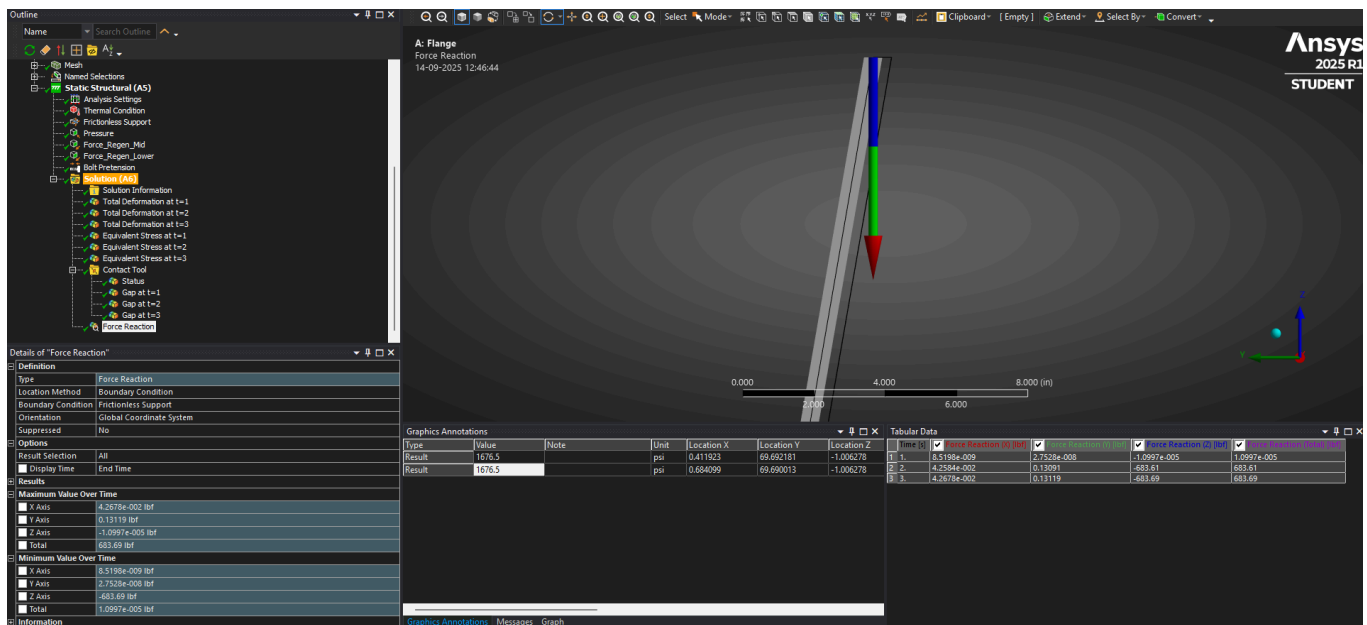 Outline
Name Search Outline
Mesh
Named Selections
Static Structural (A5)
Analysis Settings
Thermal Condition
Frictionless Support
Pressure
Force_Regen_Mid
Force_Regen_Lower
Bolt Pretension
Solution (A6)
Solution Information
Total Deformation at t=1
Total Deformation at t=2
Total Deformation at t=3
Equivalent Stress at t=1
Equivalent Stress at t=2
Equivalent Stress at t=3
Contact Tool
Status
Gap at t=1
Gap at t=2
Gap at t=3
Force Reaction
Details of "Force Reaction"
Definition
Type Force Reaction
Location Method Boundary Condition
Boundary Condition Frictionless Support
Orientation Global Coordinate System
Suppressed No
Options
Result Selection All
Display Time End Time
Results
Maximum Value Over Time
X Axis 4.2678e-002 lbf
Y Axis 0.13119 lbf
Z Axis -1.0997e-005 lbf
Total 683.69 lbf
Minimum Value Over Time
X Axis 8.5198e-009 lbf
Y Axis 2.7528e-008 lbf
Z Axis -683.69 lbf
Total 1.0997e-005 lbf
Information
Select Mode Clipboard [ Empty ] Extend Select By Convert
A: Flange
Force Reaction
14-09-2025 12:46:44
Ansys
2025 R1
STUDENT
Z
Y
0.000 4.000 8.000 (in)
2.000 6.000
Graphics Annotations
Type Value Note Unit Location X Location Y Location Z
Result 1676.5 psi 0.411923 69.692181 -1.006278
Result 1676.5 psi 0.684099 69.690013 -1.006278
Graphics Annotations Messages Graph
Tabular Data
Time [s] Force Reaction (X) [lbf] Force Reaction (Y) [lbf] Force Reaction (Z) [lbf] Force Reaction (Total) [lbf]
1 1. 8.5198e-009 2.7528e-008 -1.0997e-005 1.0997e-005
2 2. 4.2584e-002 0.13091 -683.61 683.61
3 3. 4.2678e-002 0.13119 -683.69 683.69